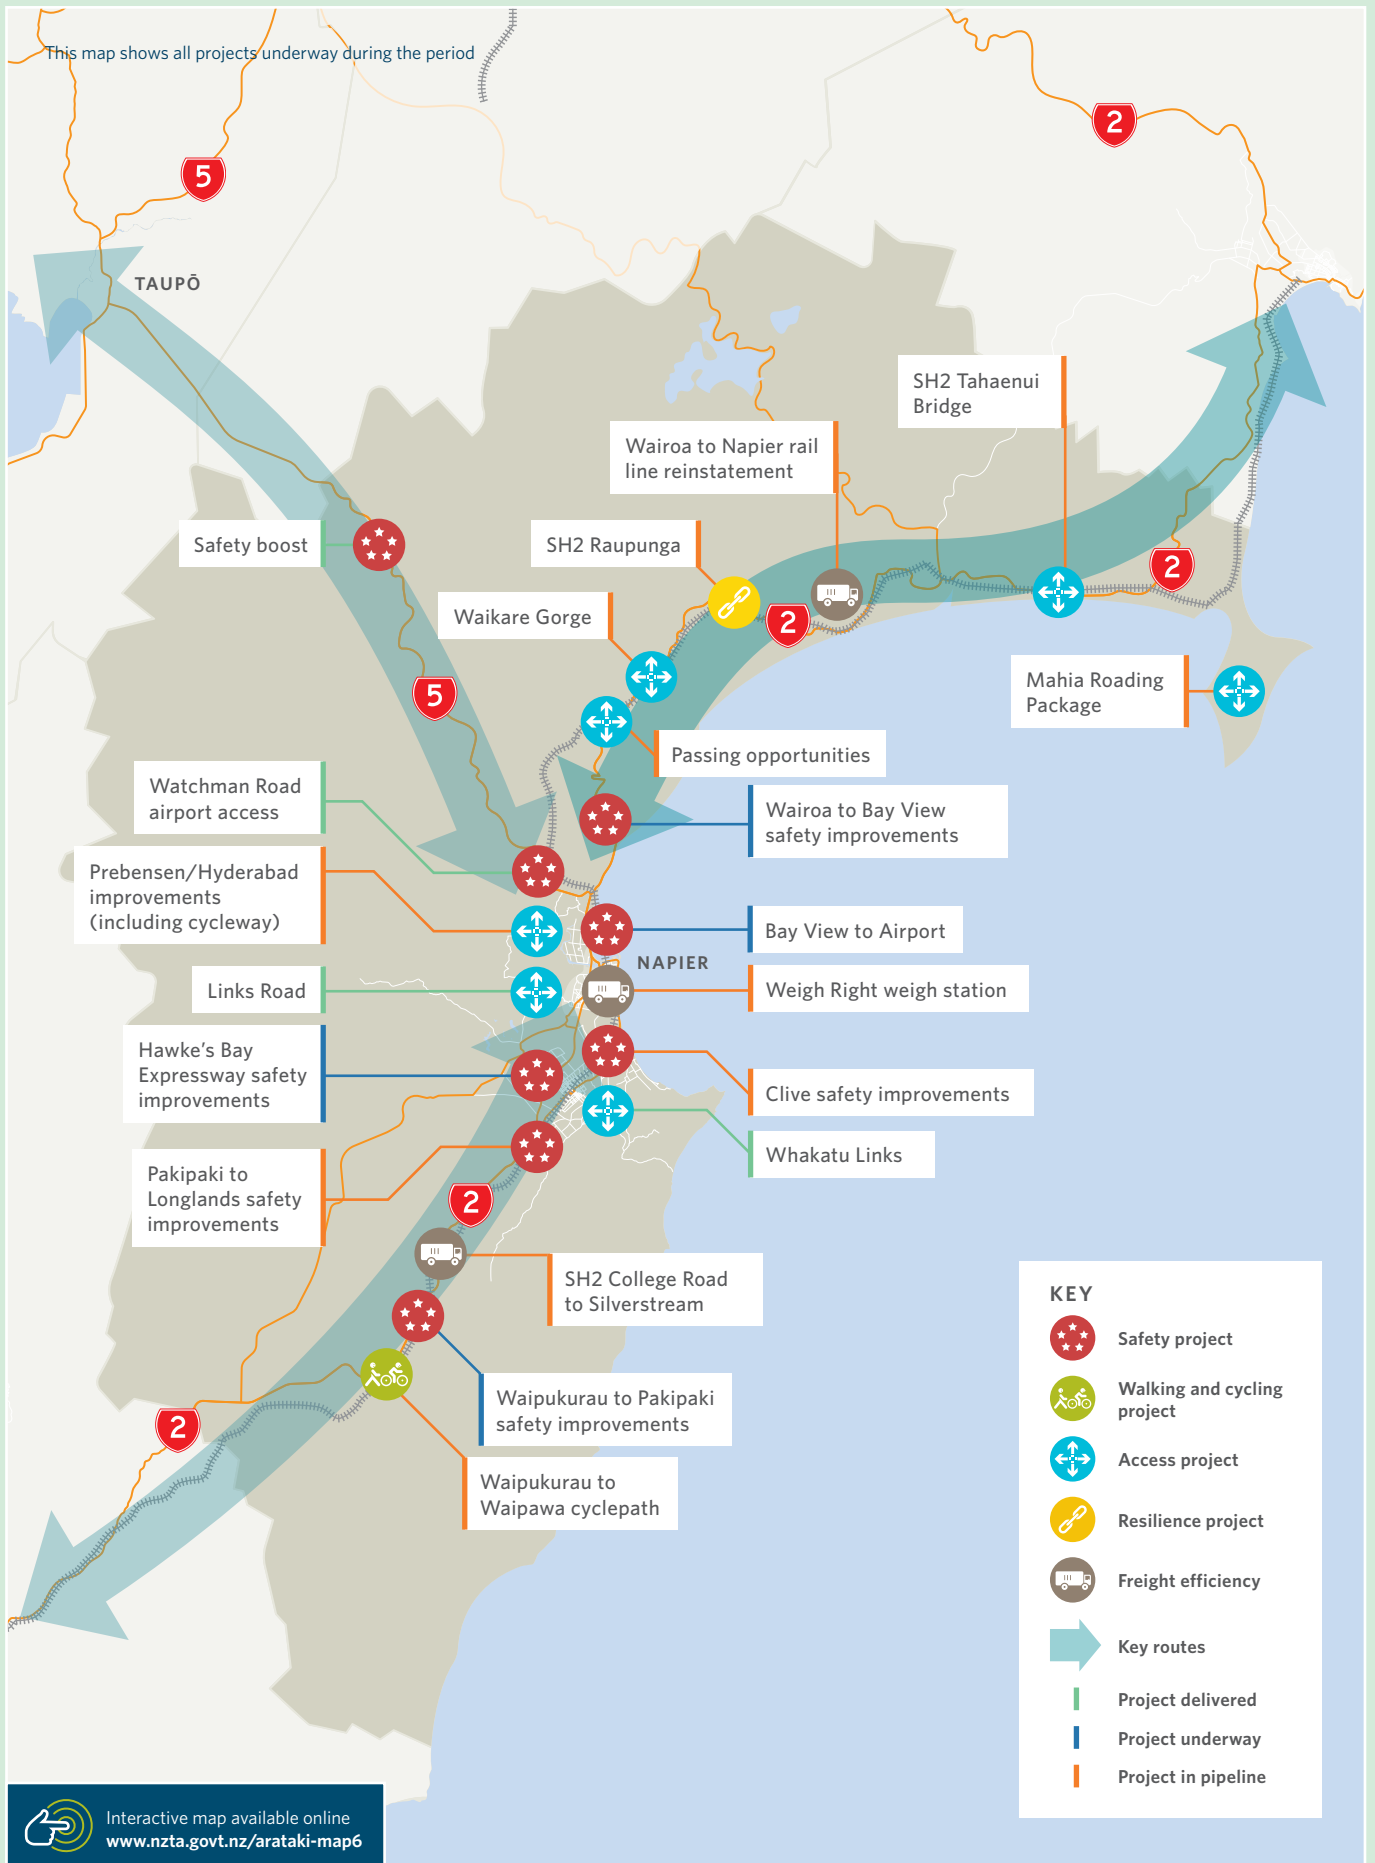 This map shows all projects underway during the period
2
5
TAUPŌ
SH2 Tahaenui
Bridge
Wairoa to Napier rail
line reinstatement
Safety boost
SH2 Raupunga
2
Waikare Gorge
2
5
Mahia Roading
Package
Passing opportunities
Watchman Road
airport access
Wairoa to Bay View
safety improvements
Prebensen/Hyderabad
improvements
(including cycleway)
Bay View to Airport
NAPIER
Links Road
Weigh Right weigh station
Hawke’s Bay
Expressway safety
improvements
Clive safety improvements
Whakatu Links
Pakipaki to
Longlands safety
improvements
2
SH2 College Road
to Silverstream
Waipukurau to Pakipaki
safety improvements
2
Waipukurau to
Waipawa cyclepath
KEY
Safety project
Walking and cycling
project
Access project
Resilience project
Freight efficiency
Key routes
Project delivered
Project underway
Project in pipeline
Interactive map available online
www.nzta.govt.nz/arataki-map6